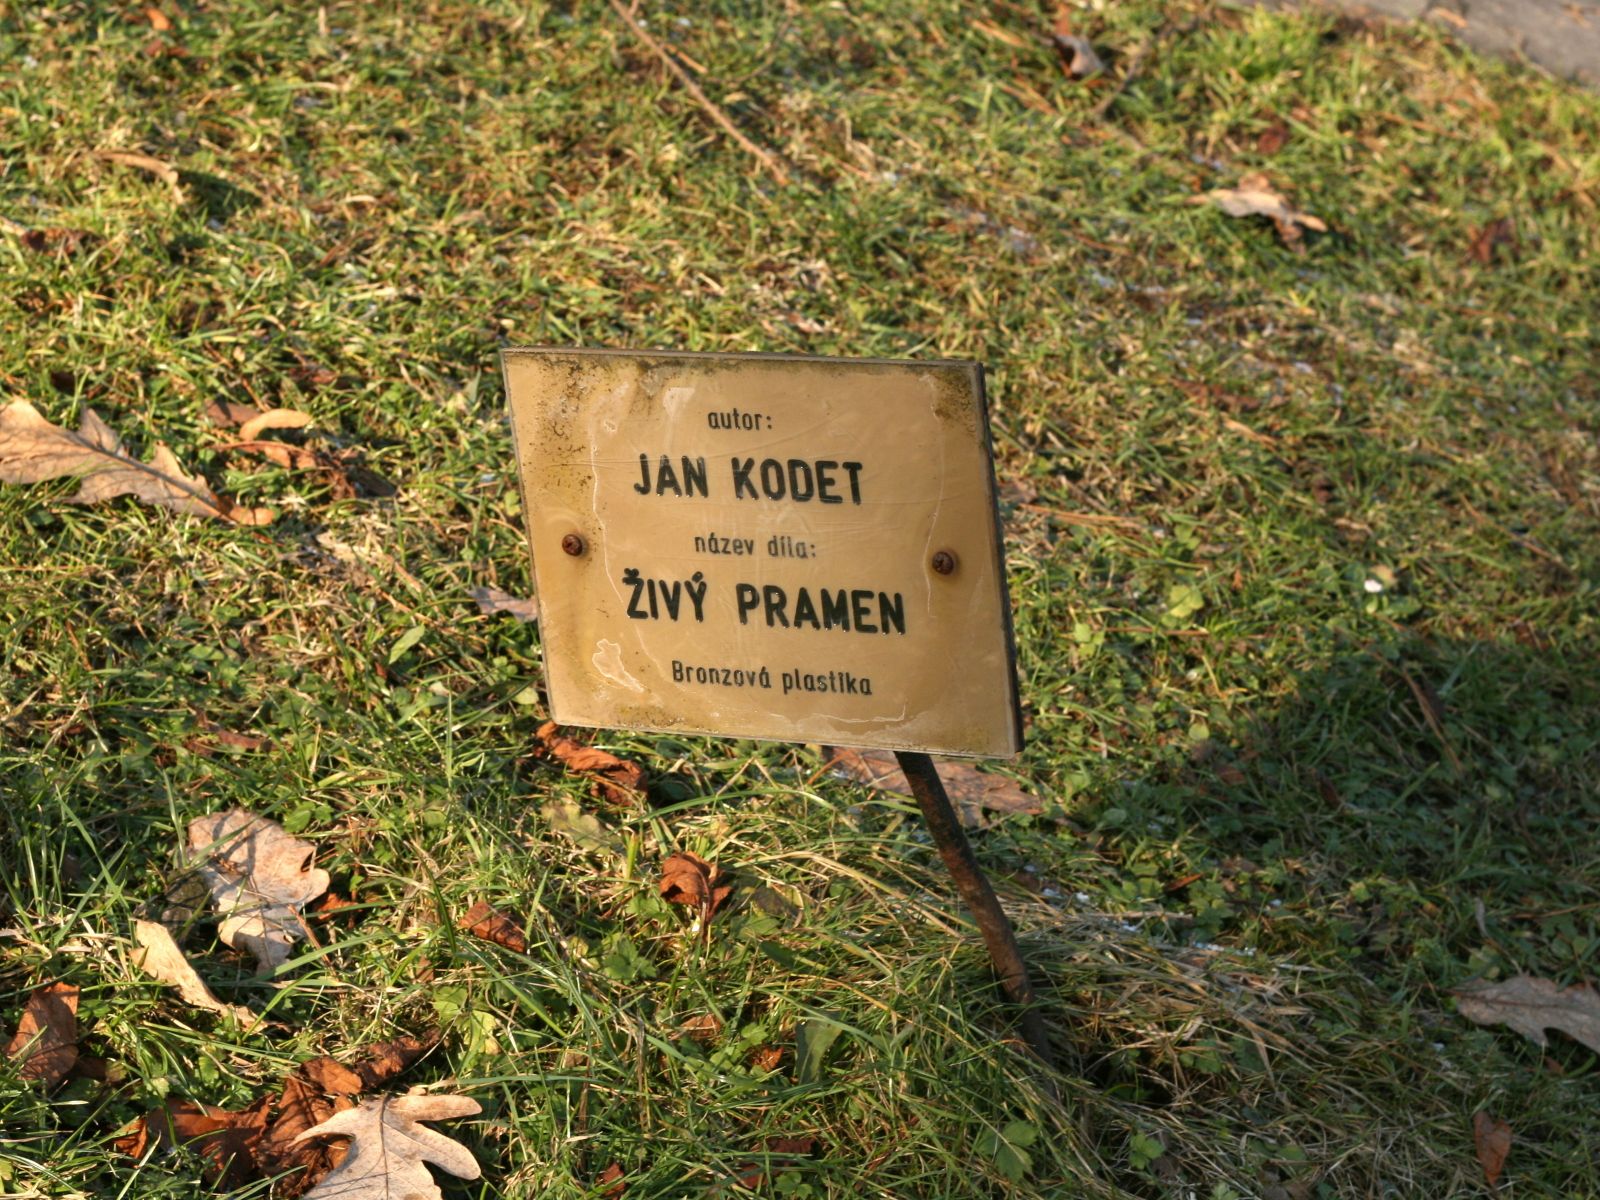 autor:
JAN KODET
název díla:
ŽIVÝ PRAMEN
Bronzová plastika